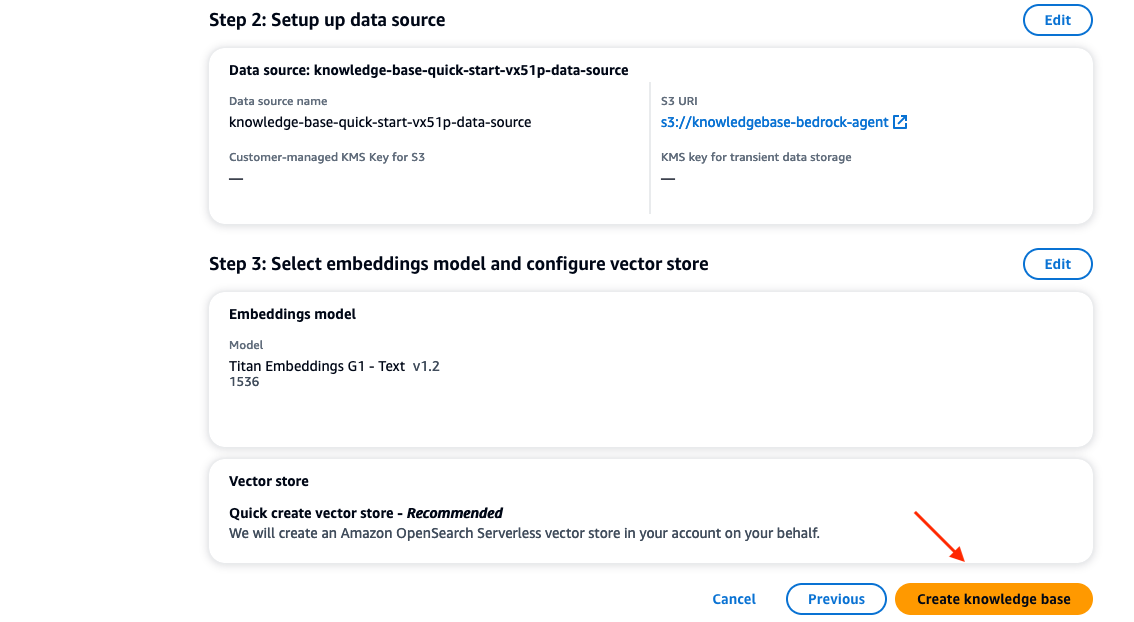 Step 2: Setup up data source
Edit
Data source: knowledge-base-quick-start-vx51p-data-source
Data source name
knowledge-base-quick-start-vx51p-data-source
S3 URI
s3://knowledgebase-bedrock-agent
Customer-managed KMS Key for S3
—
KMS key for transient data storage
—
Step 3: Select embeddings model and configure vector store
Edit
Embeddings model
Model
Titan Embeddings G1 - Text v1.2
1536
Vector store
Quick create vector store - Recommended
We will create an Amazon OpenSearch Serverless vector store in your account on your behalf.
Cancel
Previous
Create knowledge base